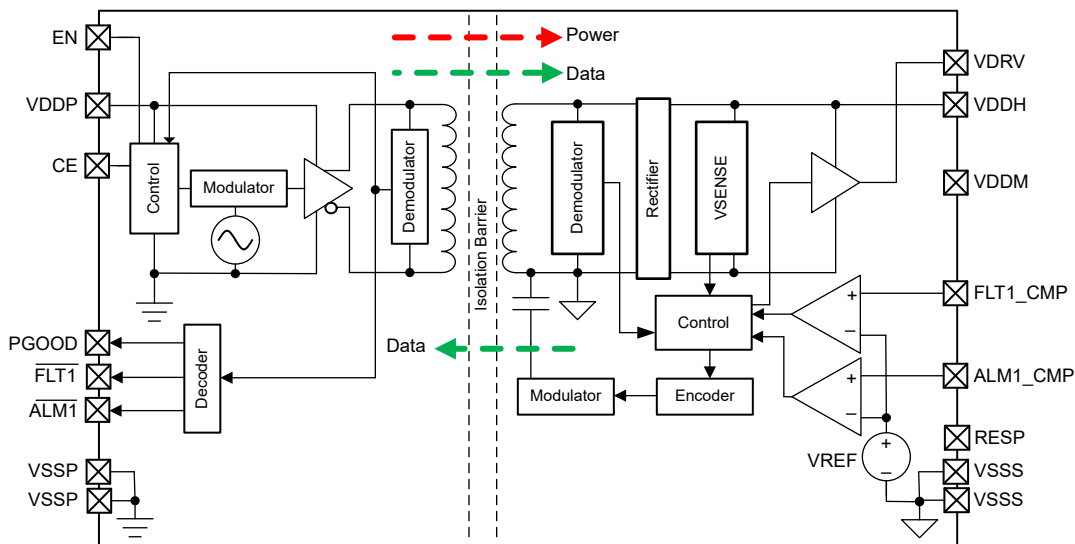 EN
VDDP
CE
Control
Modulator
Demodulator
Power
Data
Isolation Barrier
Demodulator
Rectifier
VSENSE
VDRV
VDDH
VDDM
FLT1_CMP
ALM1_CMP
RESP
VSSS
VSSS
Control
+
−
+
−
VREF
+
−
Data
Modulator
Encoder
PGOOD
FLT1
ALM1
Decoder
VSSP
VSSP